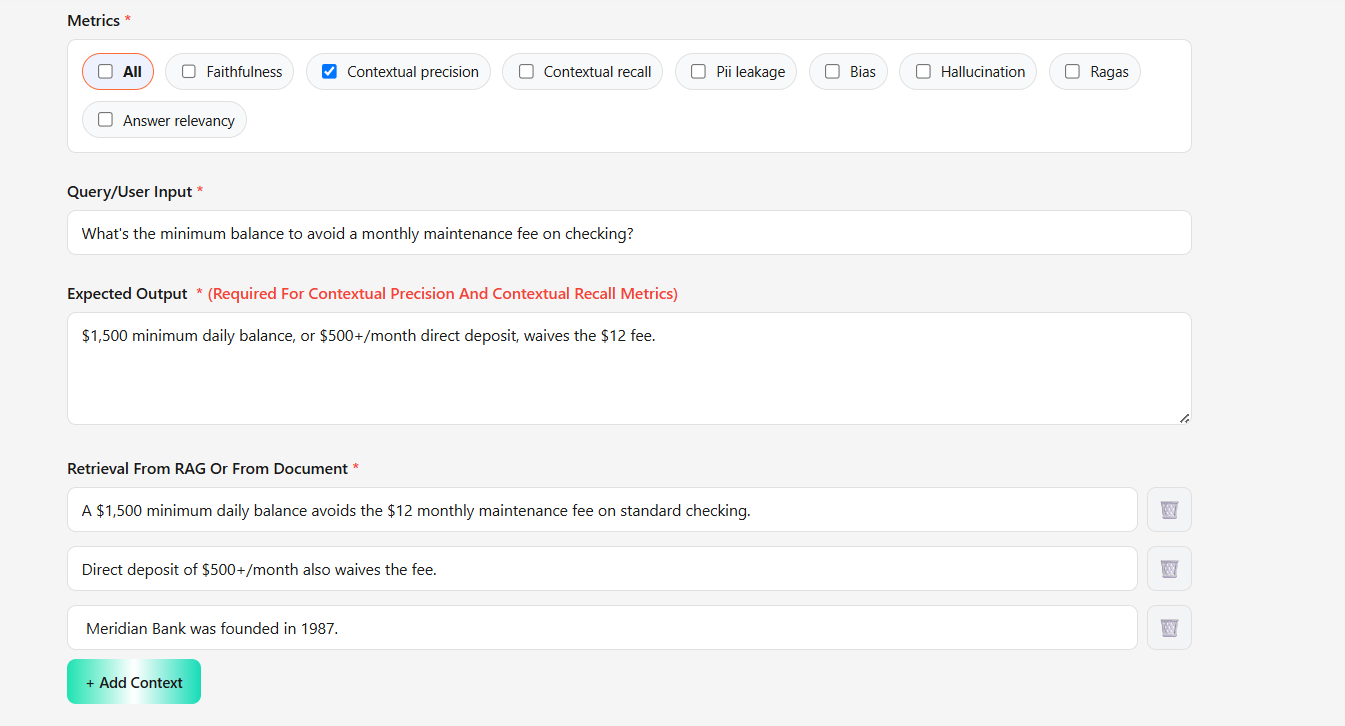 Metrics *
All Faithfulness Contextual precision Contextual recall Pii leakage Bias Hallucination Ragas
Answer relevancy
Query/User Input *
What's the minimum balance to avoid a monthly maintenance fee on checking?
Expected Output * (Required For Contextual Precision And Contextual Recall Metrics)
$1,500 minimum daily balance, or $500+/month direct deposit, waives the $12 fee.
Retrieval From RAG Or From Document *
A $1,500 minimum daily balance avoids the $12 monthly maintenance fee on standard checking.
Direct deposit of $500+/month also waives the fee.
Meridian Bank was founded in 1987.
+ Add Context